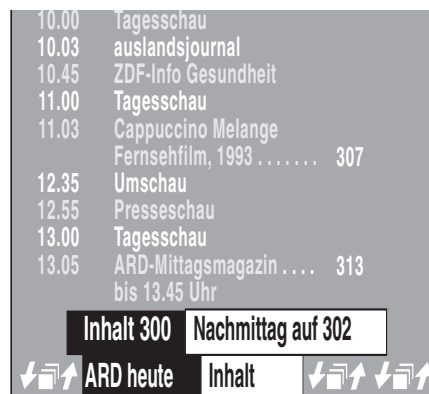 10.00 Tagesschau
10.03 auslandsjournal
10.45 ZDF-Info Gesundheit
11.00 Tagesschau
11.03 Cappuccino Melange
Fernsehfilm, 1993 . . . . . . . 307
12.35 Umschau
12.55 Presseschau
13.00 Tagesschau
13.05 ARD-Mittagsmagazin . . . . 313
bis 13.45 Uhr
Inhalt 300 Nachmittag auf 302
ARD heute Inhalt